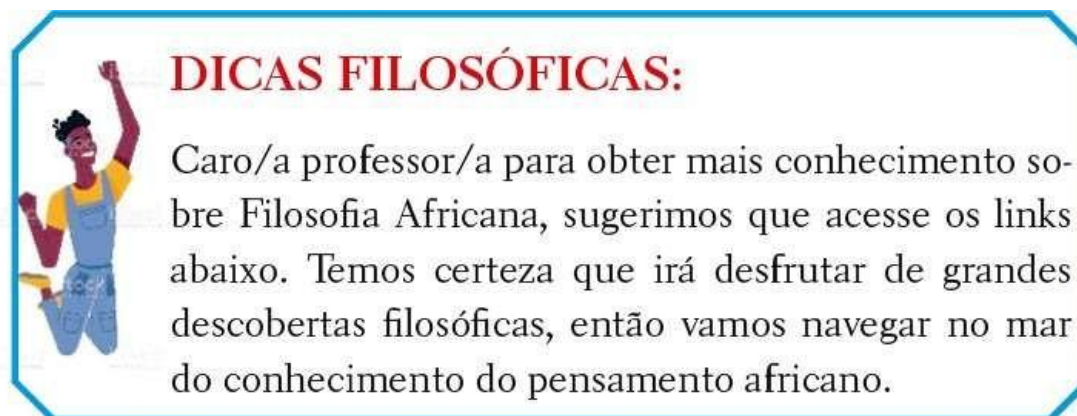 DICAS FILOSÓFICAS:
Caro/a professor/a para obter mais conhecimento so-
bre Filosofia Africana, sugerimos que acesse os links
abaixo. Temos certeza que irá desfrutar de grandes
descobertas filosóficas, então vamos navegar no mar
do conhecimento do pensamento africano.